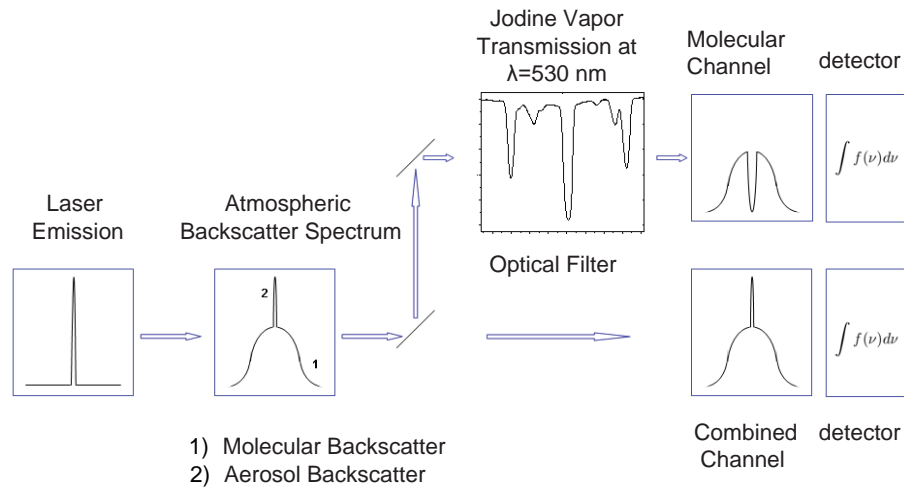 Jodine Vapor
Transmission at
λ=530 nm
Molecular
Channel
detector
∫ f(ν)dν
Laser
Emission
Atmospheric
Backscatter Spectrum
Optical Filter
2
1
∫ f(ν)dν
1) Molecular Backscatter
2) Aerosol Backscatter
Combined
Channel
detector